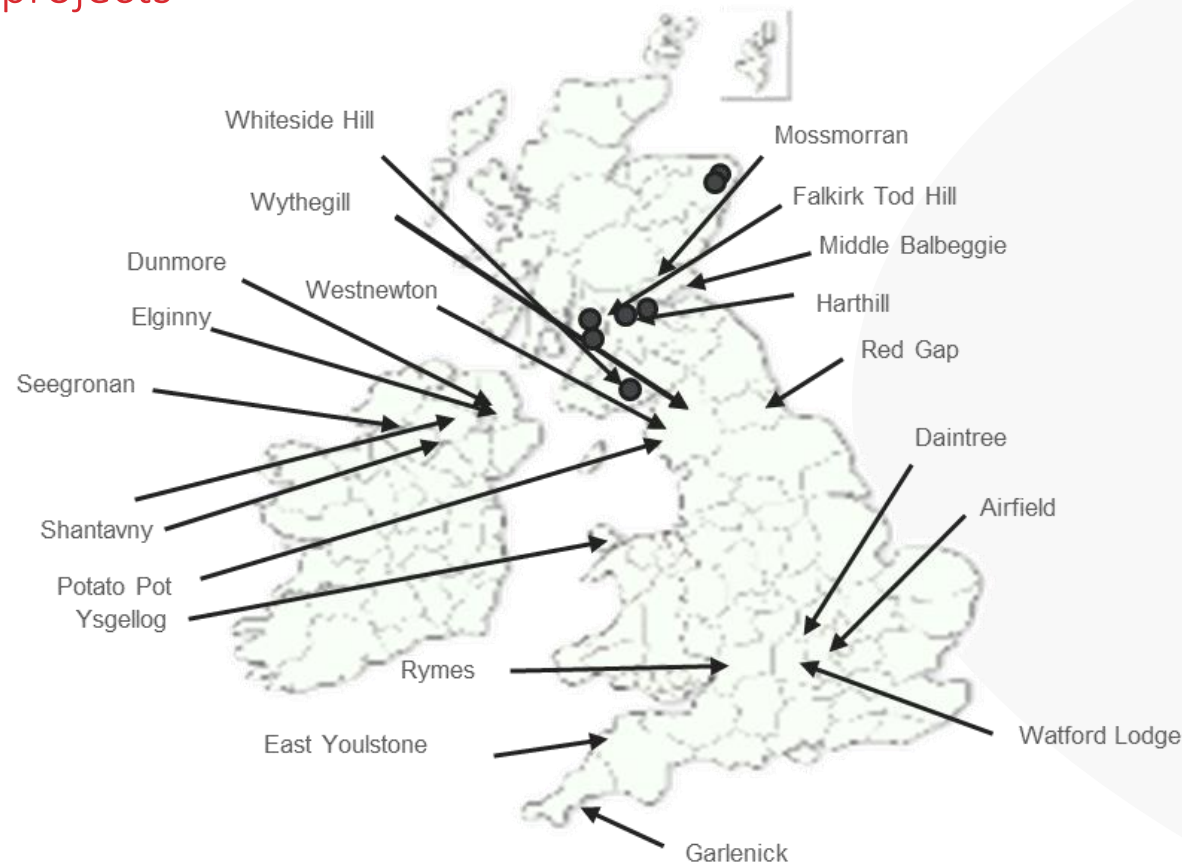 projects
Whiteside Hill
Mossmorran
Wythegill
Falkirk Tod Hill
Middle Balbeggie
Dunmore
Westnewton
Harthill
Elginny
Red Gap
Seegronan
Daintree
Airfield
Shantavny
Potato Pot
Ysgellog
Rymes
East Youlstone
Watford Lodge
Garlenick